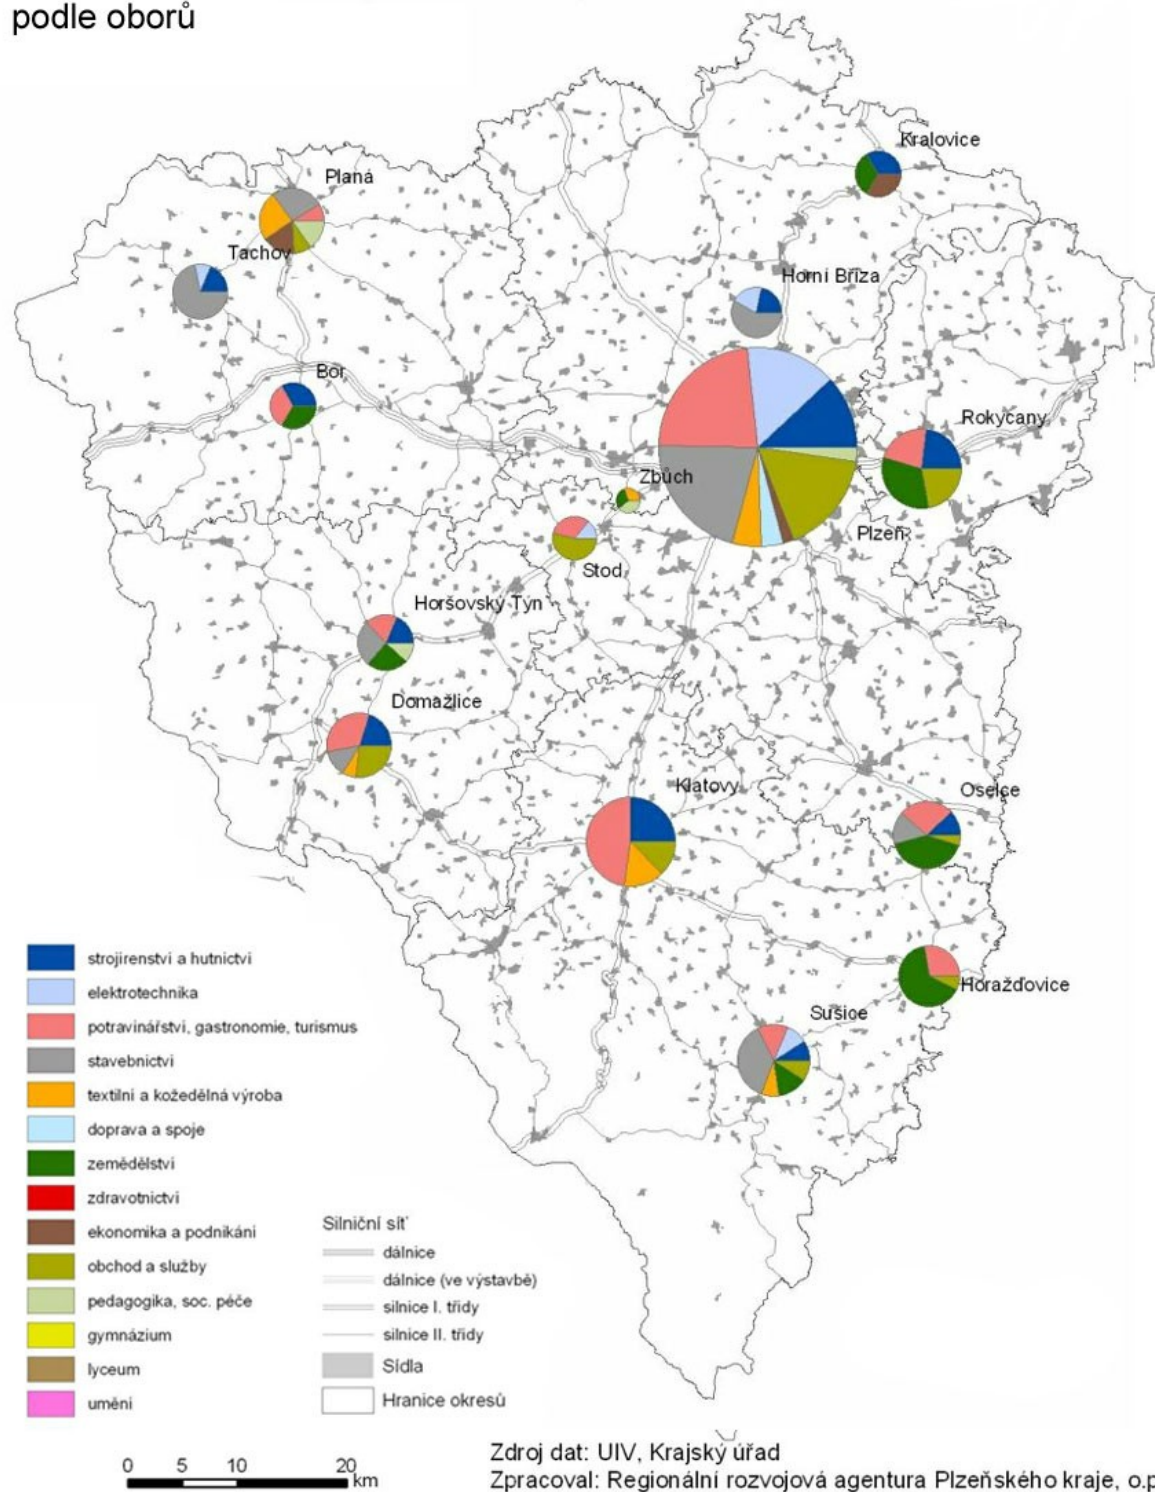 podle oborů
Kralovice
Planá
Tachov
Horní Bříza
Bor
Rokycany
Zbůch
Plzeň
Stod
Horšovský Týn
Domažlice
Klatovy
Oselce
Horažďovice
Sušice
strojírenství a hutnictví
elektrotechnika
potravinářství, gastronomie, turismus
stavebnictví
textilní a kožedělná výroba
doprava a spoje
zemědělství
zdravotnictví
ekonomika a podnikání
obchod a služby
pedagogika, soc. péče
gymnázium
lyceum
umění
Silniční síť
dálnice
dálnice (ve výstavbě)
silnice I. třídy
silnice II. třídy
Sídla
Hranice okresů
0 5 10 20 km
Zdroj dat: UIV, Krajský úřad
Zpracoval: Regionální rozvojová agentura Plzeňského kraje, o.p